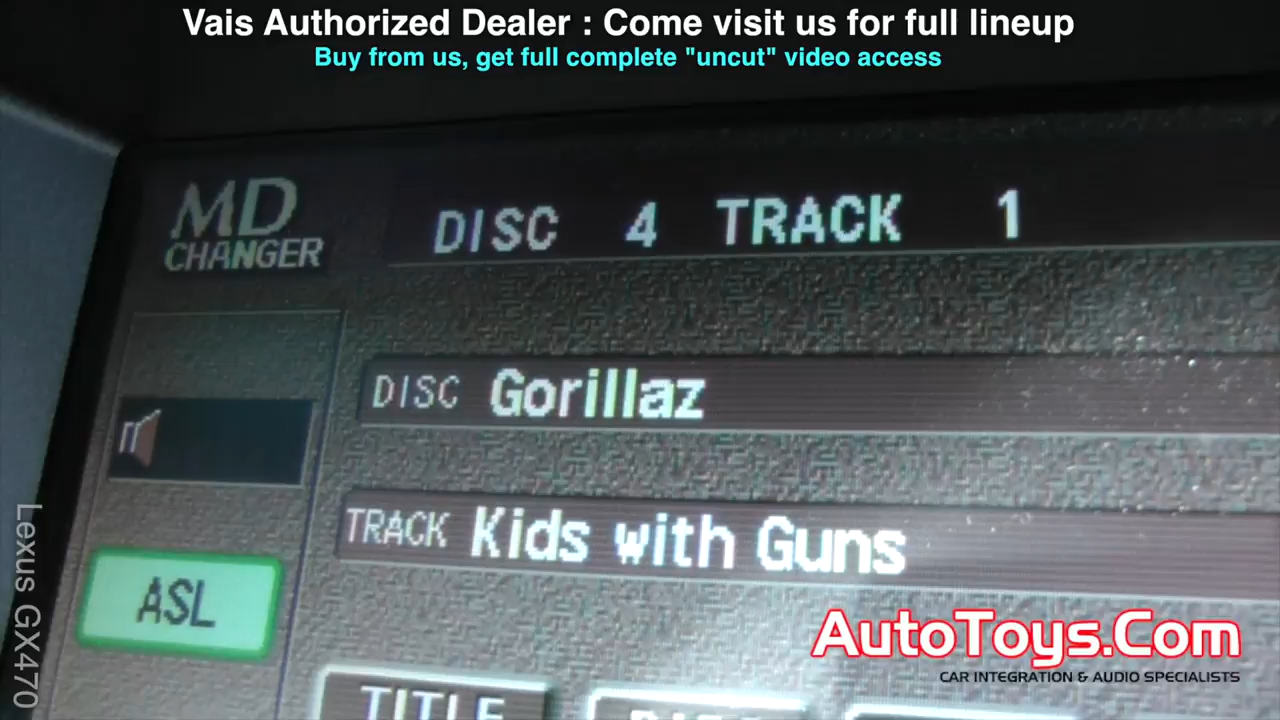 Vais Authorized Dealer : Come visit us for full lineup
Buy from us, get full complete "uncut" video access
MD
CHANGER
DISC 4 TRACK 1
DISC Gorillaz
TRACK Kids with Guns
ASL
TITLE
Lexus GX470
AutoToys.Com
CAR INTEGRATION & AUDIO SPECIALISTS